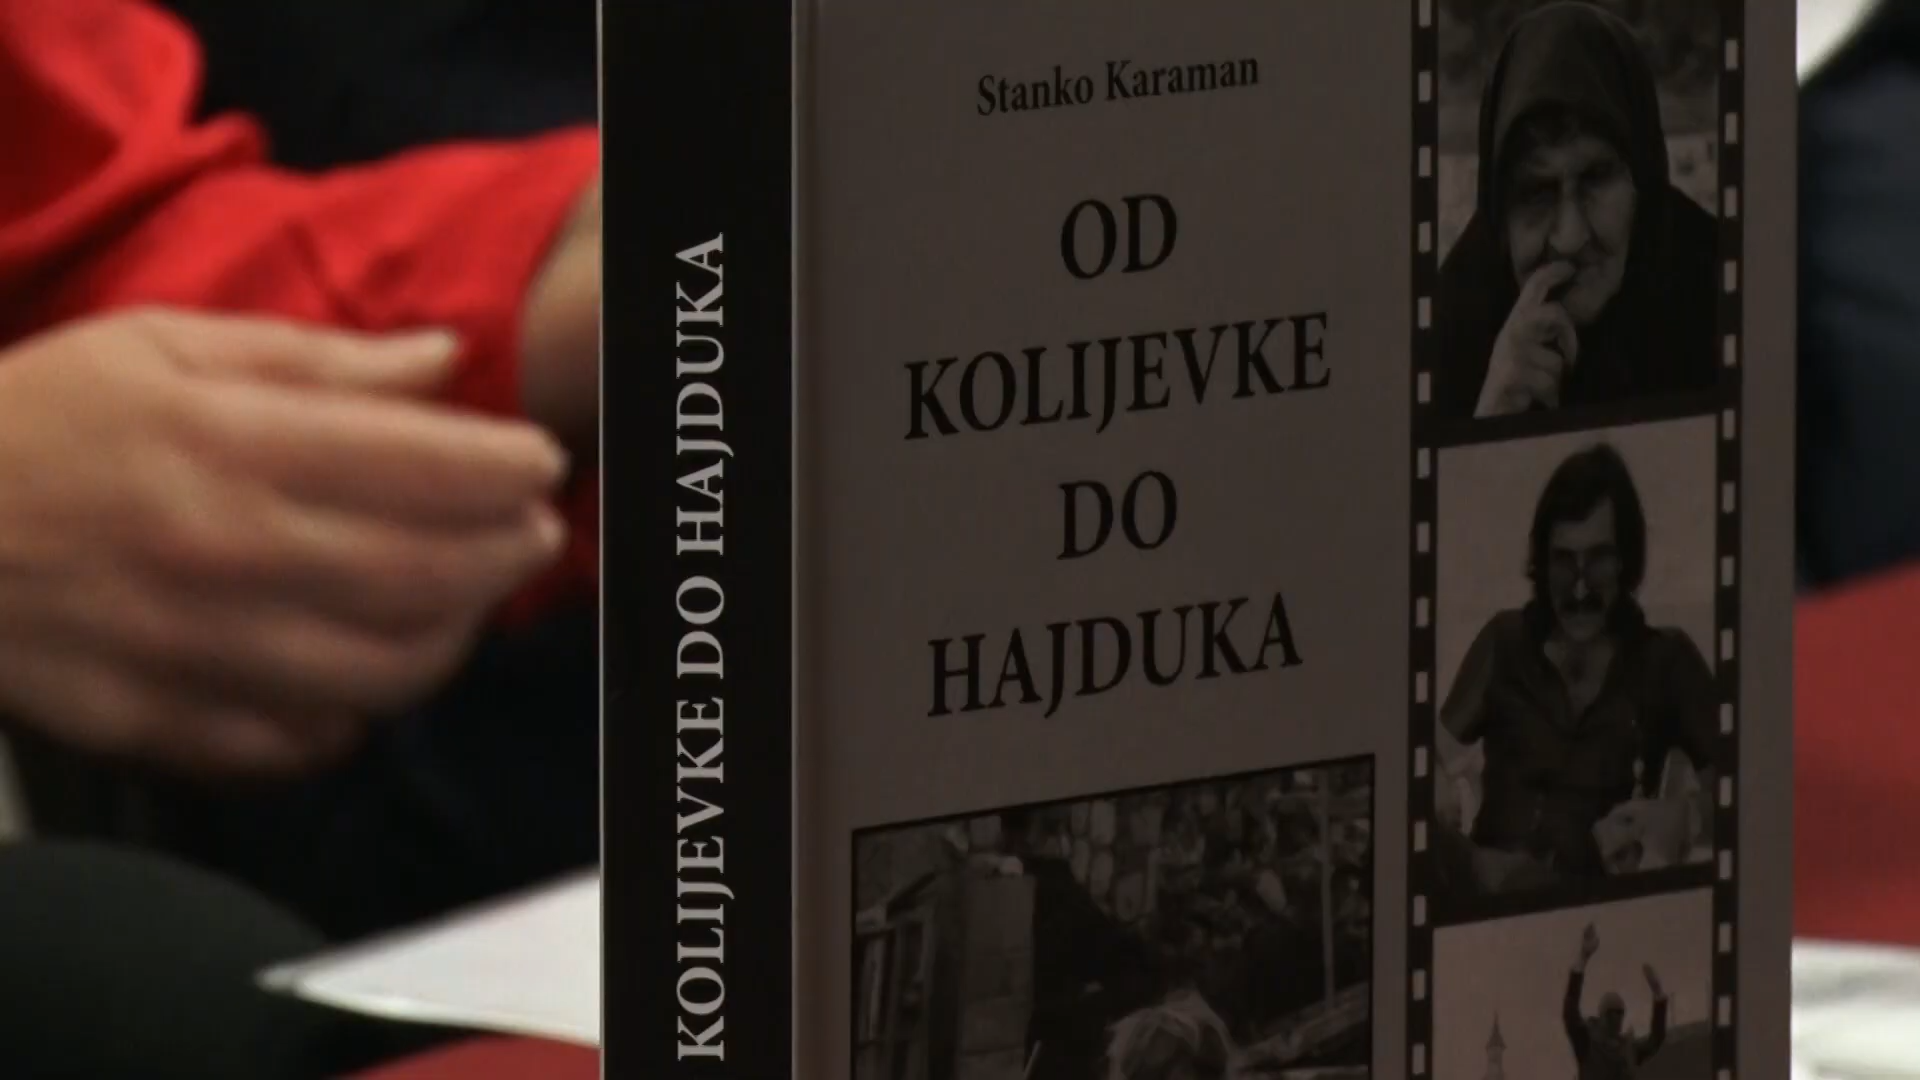 KOLIJEVKE DO HAJDUKA
Stanko Karaman
OD
KOLIJEVKE
DO
HAJDUKA